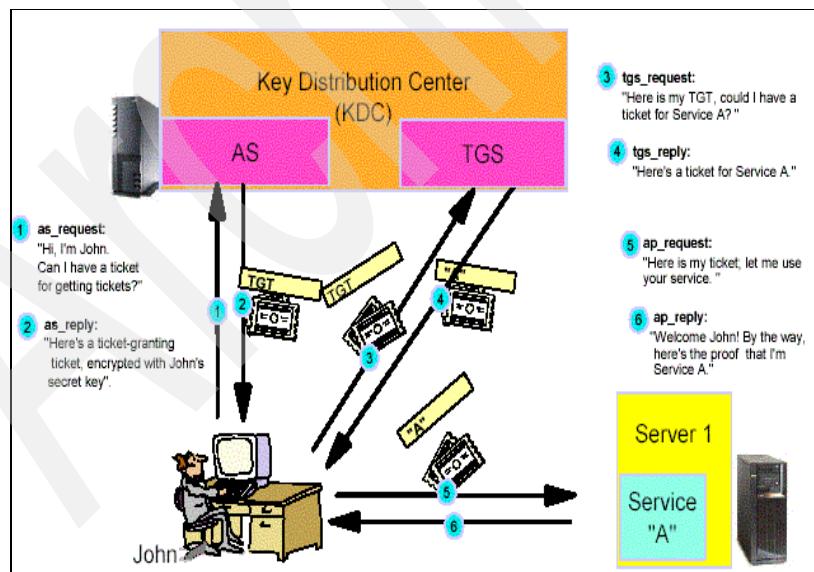 Key Distribution Center
(KDC)
AS
TGS
1 as_request:
"Hi, I'm John.
Can I have a ticket
for getting tickets?"
2 as_reply:
"Here's a ticket-granting
ticket, encrypted with John's
secret key".
3 tgs_request:
"Here is my TGT, could I have a
ticket for Service A? "
4 tgs_reply:
"Here's a ticket for Service A."
5 ap_request:
"Here is my ticket; let me use
your service. "
6 ap_reply:
"Welcome John! By the way,
here's the proof that I'm
Service A."
TGT
TGT
1
2
3
4
"A"
5
6
John
Server 1
Service
"A"